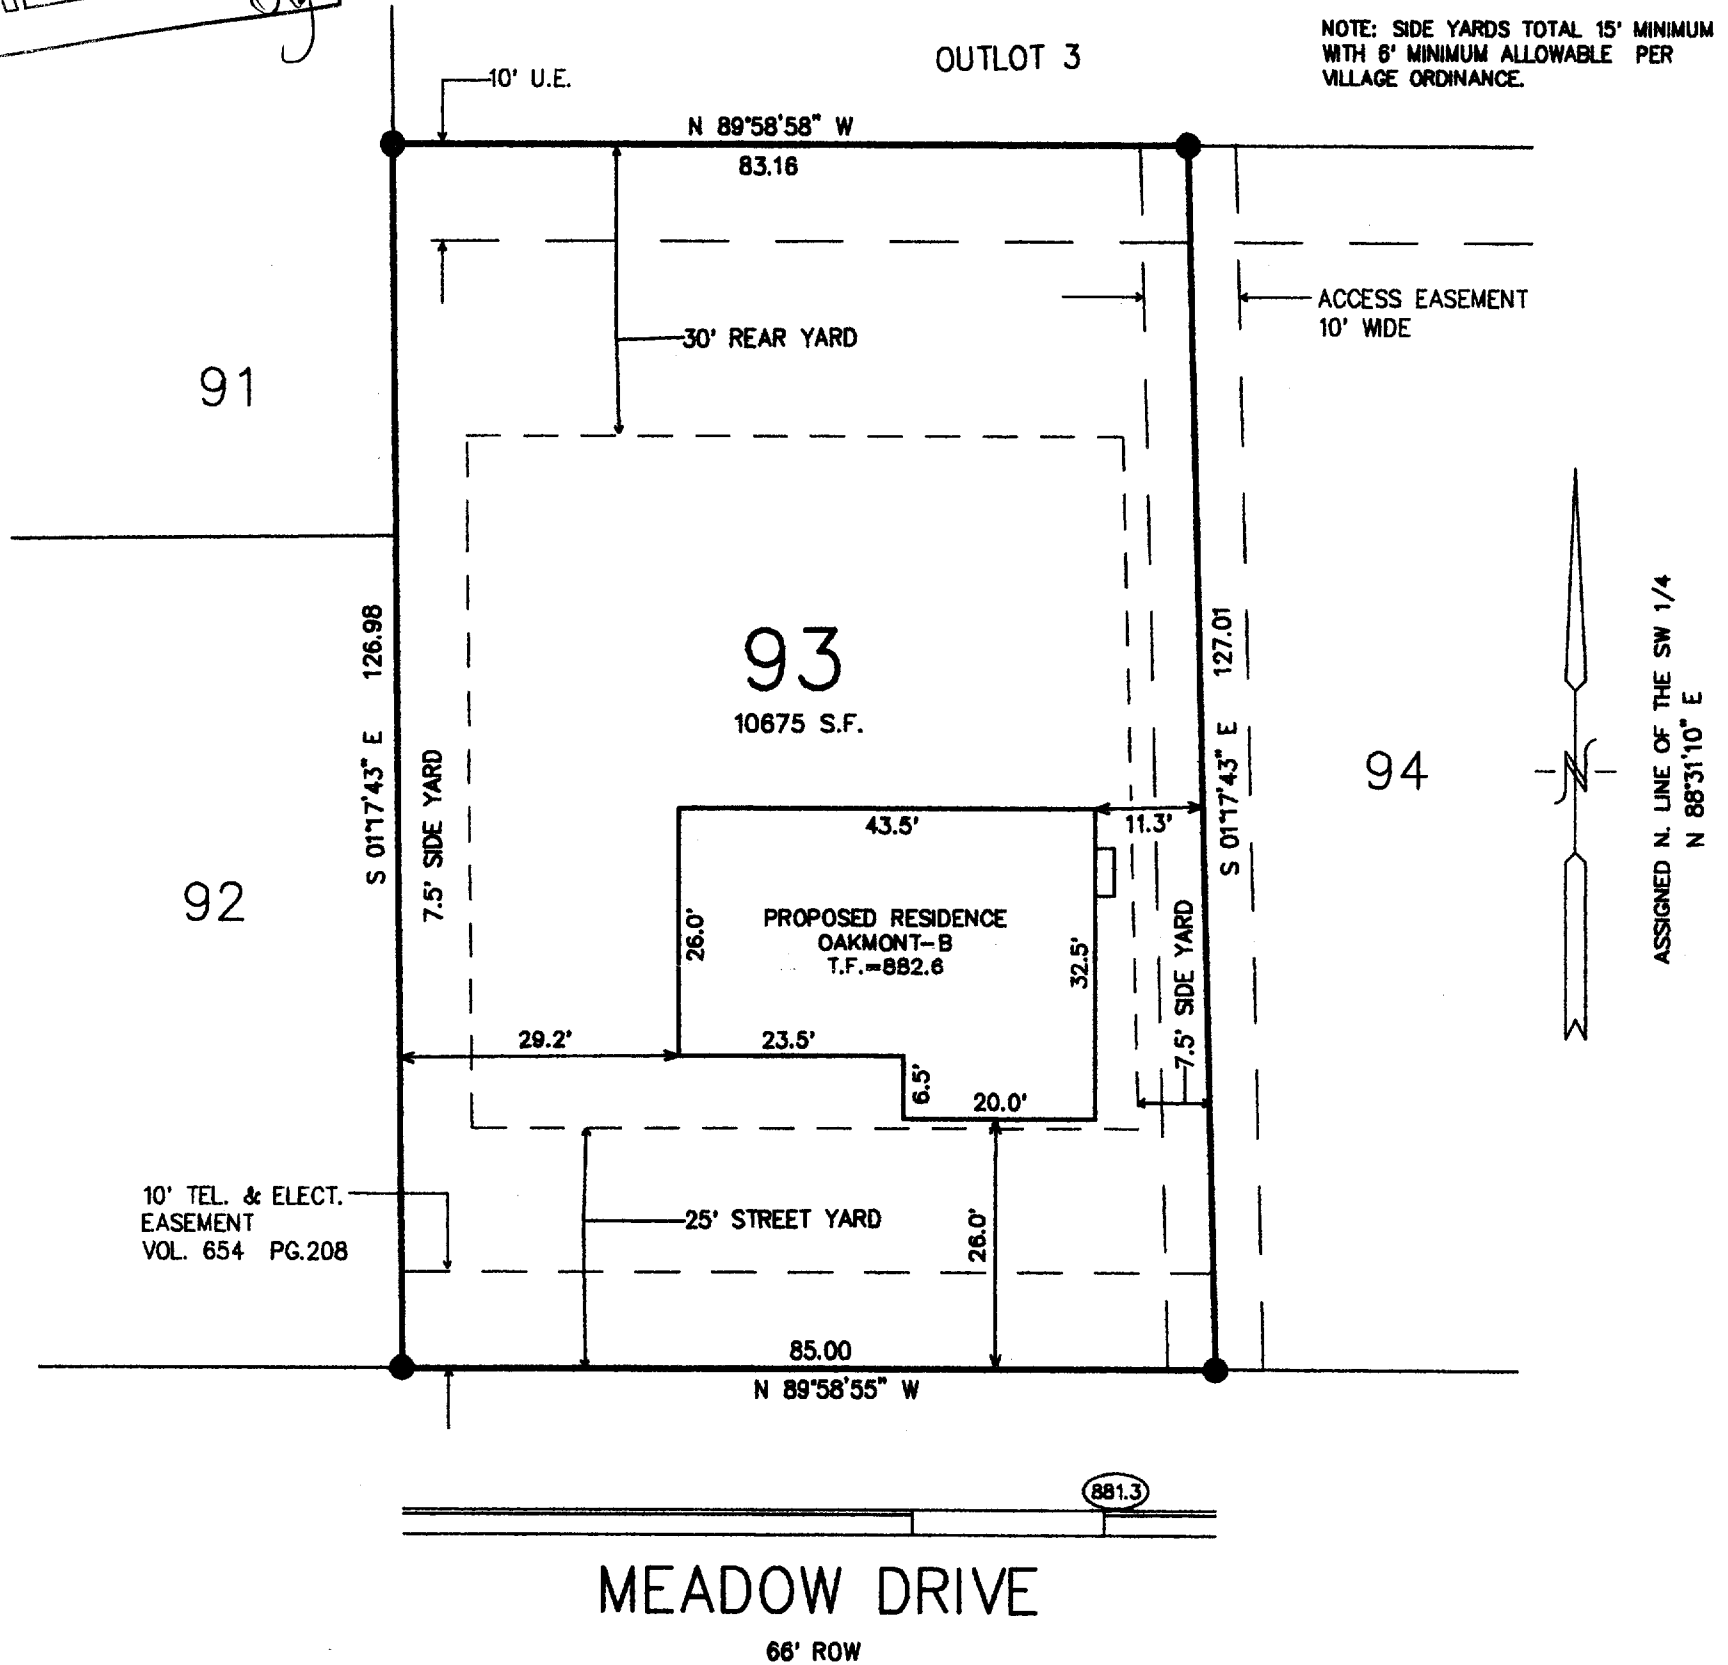 NOTE: SIDE YARDS TOTAL 15' MINIMUM
WITH 6' MINIMUM ALLOWABLE PER
VILLAGE ORDINANCE.
OUTLOT 3
10' U.E.
N 89°58'58" W
83.16
ACCESS EASEMENT
10' WIDE
30' REAR YARD
91
S 01°17'43" E 126.98
7.5' SIDE YARD
93
10675 S.F.
S 01°17'43" E 127.01
94
ASSIGNED N. LINE OF THE SW 1/4
N 88°31'10" E
N
92
43.5'
11.3'
26.0'
PROPOSED RESIDENCE
OAKMONT-B
T.F.=882.6
32.5'
7.5' SIDE YARD
29.2'
23.5'
6.5'
20.0'
10' TEL. & ELECT.
EASEMENT
VOL. 654 PG.208
25' STREET YARD
26.0'
85.00
N 89°58'55" W
881.3
MEADOW DRIVE
66' ROW